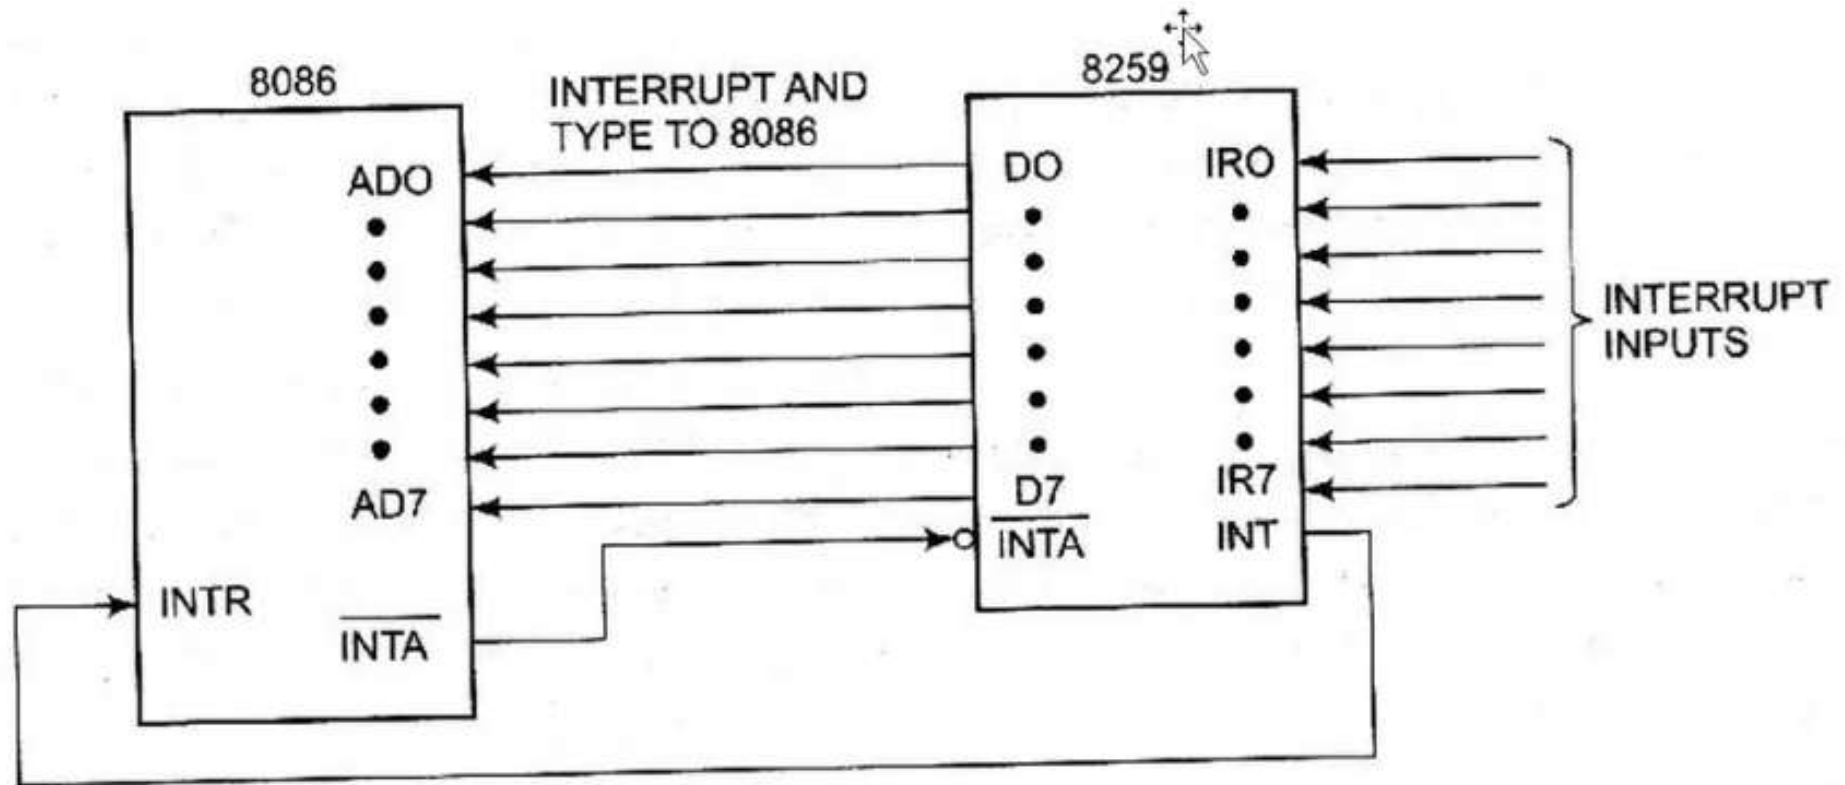 8086
INTERRUPT AND
TYPE TO 8086
8259
ADO
DO
IRO
INTERRUPT
INPUTS
AD7
D7
IR7
INTA
INT
INTR
INTA